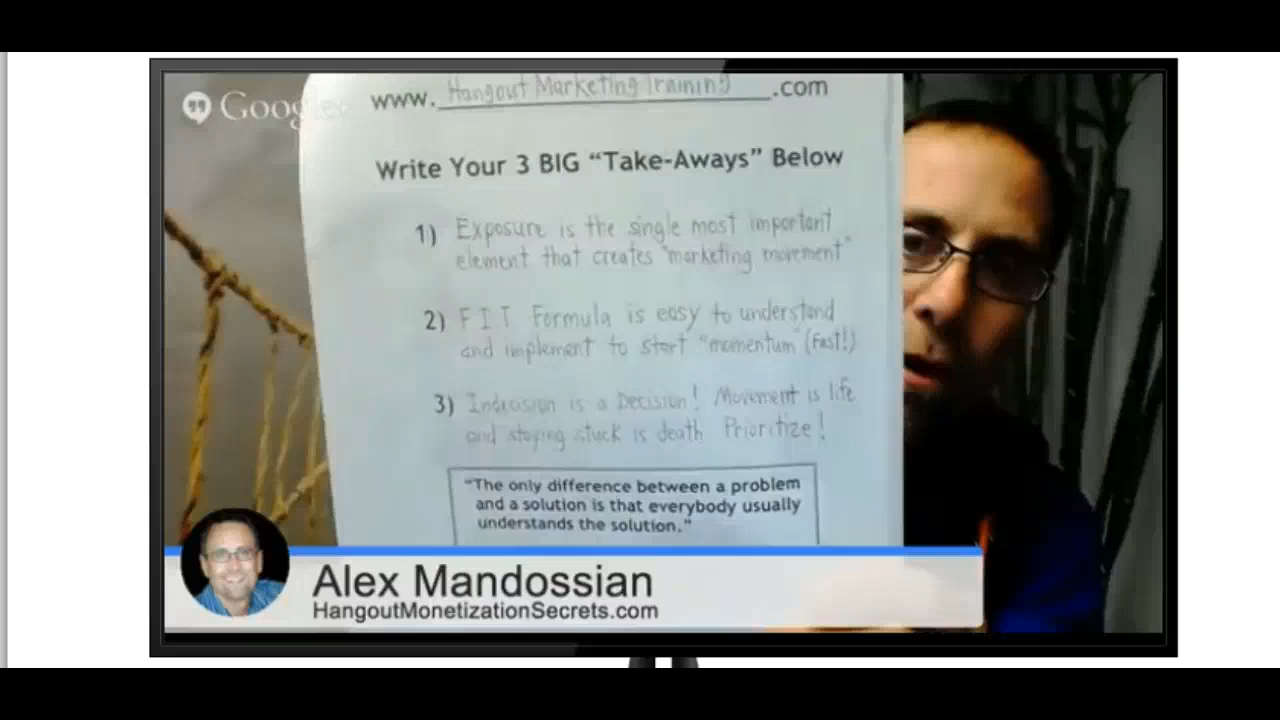 Google
www. Hangout Marketing Training .com
Write Your 3 BIG “Take-Aways” Below
1) Exposure is the single most important
element that creates "marketing movement"
2) F.I.T. Formula is easy to understand
and implement to start "momentum" (Fast!)
3) Indecision is a Decision! Movement is life
and staying stuck is death Prioritize!
“The only difference between a problem
and a solution is that everybody usually
understands the solution.”
Alex Mandossian
HangoutMonetizationSecrets.com